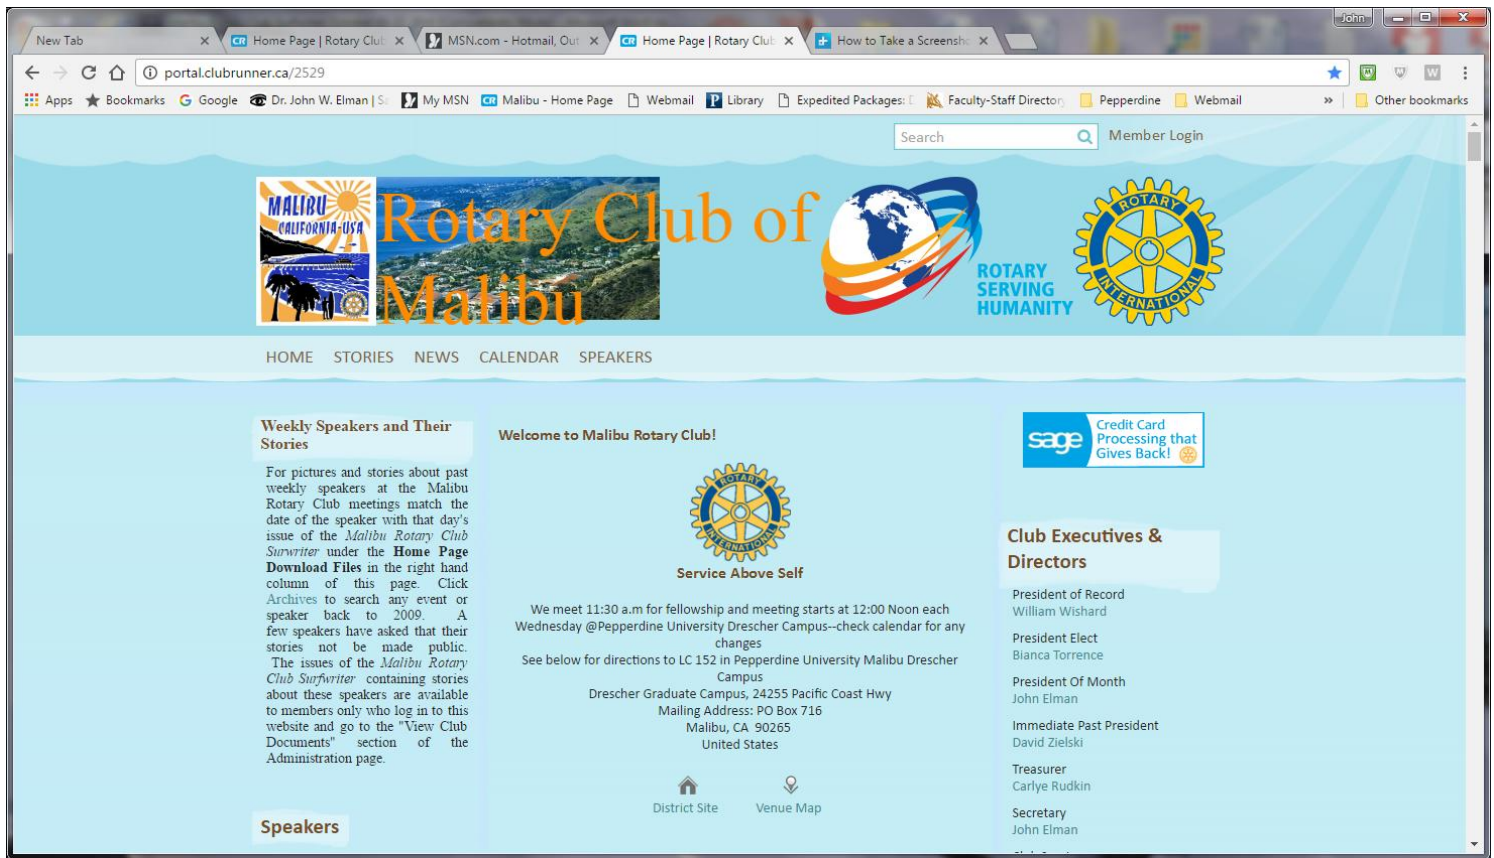 John
New Tab
Home Page | Rotary Club
MSN.com - Hotmail, Out
Home Page | Rotary Club
How to Take a Screensho
portal.clubrunner.ca/2529
Apps Bookmarks Google Dr. John W. Elman | S My MSN Malibu - Home Page Webmail Library Expedited Packages: D Faculty-Staff Directory Pepperdine Webmail » Other bookmarks
Search
Member Login
MALIBU
CALIFORNIA-USA
Rotary Club of
Malibu
ROTARY
SERVING
HUMANITY
ROTARY
INTERNATIONAL
HOME STORIES NEWS CALENDAR SPEAKERS
Weekly Speakers and Their
Stories
For pictures and stories about past
weekly speakers at the Malibu
Rotary Club meetings match the
date of the speaker with that day's
issue of the Malibu Rotary Club
Surwriter under the Home Page
Download Files in the right hand
column of this page. Click
Archives to search any event or
speaker back to 2009. A
few speakers have asked that their
stories not be made public.
The issues of the Malibu Rotary
Club Surfwriter containing stories
about these speakers are available
to members only who log in to this
website and go to the "View Club
Documents" section of the
Administration page.
Speakers
Welcome to Malibu Rotary Club!
ROTARY
INTERNATIONAL
Service Above Self
We meet 11:30 a.m for fellowship and meeting starts at 12:00 Noon each
Wednesday @Pepperdine University Drescher Campus--check calendar for any
changes
See below for directions to LC 152 in Pepperdine University Malibu Drescher
Campus
Drescher Graduate Campus, 24255 Pacific Coast Hwy
Mailing Address: PO Box 716
Malibu, CA 90265
United States
District Site
Venue Map
sage
Credit Card
Processing that
Gives Back!
Club Executives &
Directors
President of Record
William Wishard
President Elect
Bianca Torrence
President Of Month
John Elman
Immediate Past President
David Zielski
Treasurer
Carlye Rudkin
Secretary
John Elman